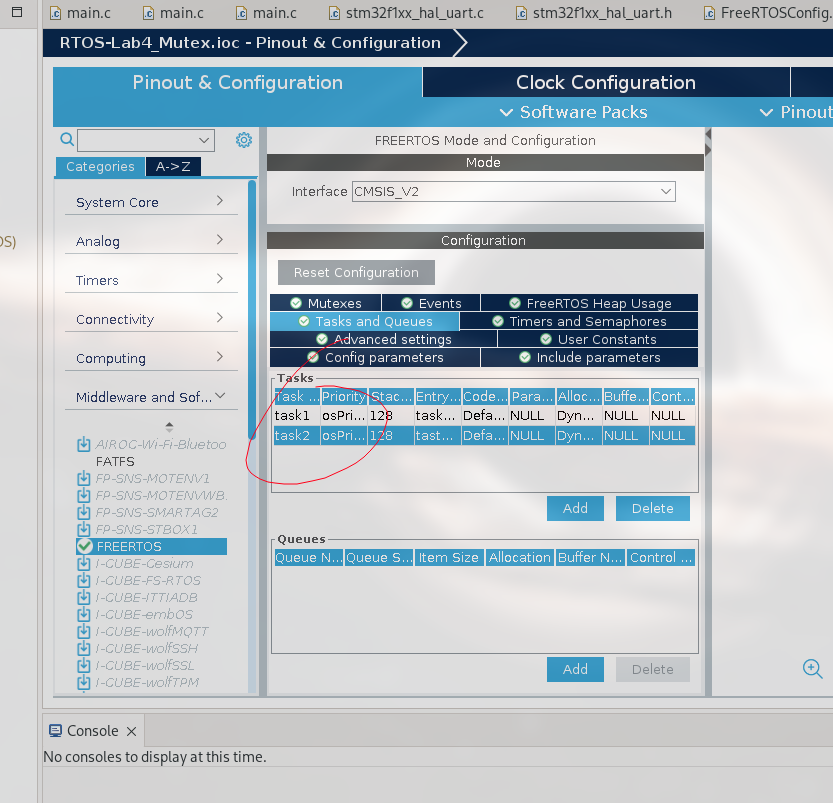 main.c main.c main.c stm32f1xx_hal_uart.c stm32f1xx_hal_uart.h FreeRTOSConfig.
RTOS-Lab4_Mutex.ioc - Pinout & Configuration
Pinout & Configuration Clock Configuration
Software Packs Pinout
FREERTOS Mode and Configuration
Categories A->Z
Mode
Interface CMSIS_V2
System Core
OS)
Analog
Timers
Connectivity
Computing
Middleware and Sof...
AIROC-Wi-Fi-Bluetoo
FATFS
FP-SNS-MOTENV1
FP-SNS-MOTENVWB.
FP-SNS-SMARTAG2
FP-SNS-STBOX1
FREERTOS
I-CUBE-Cesium
I-CUBE-FS-RTOS
I-CUBE-ITTIADB
I-CUBE-embOS
I-CUBE-wolfMQTT
I-CUBE-wolfSSH
I-CUBE-wolfSSL
I-CUBE-wolfTPM
Configuration
Reset Configuration
Mutexes Events FreeRTOS Heap Usage
Tasks and Queues Timers and Semaphores
Advanced settings User Constants
Config parameters Include parameters
Tasks
Task ... Priority Stac... Entry... Code... Para... Alloc... Buffe... Cont...
task1 osPri... 128 task... Defa... NULL Dyn... NULL NULL
task2 osPri... 128 tast... Defa... NULL Dyn... NULL NULL
Add Delete
Queues
Queue N... Queue S... Item Size Allocation Buffer N... Control ...
Add Delete
Console
No consoles to display at this time.